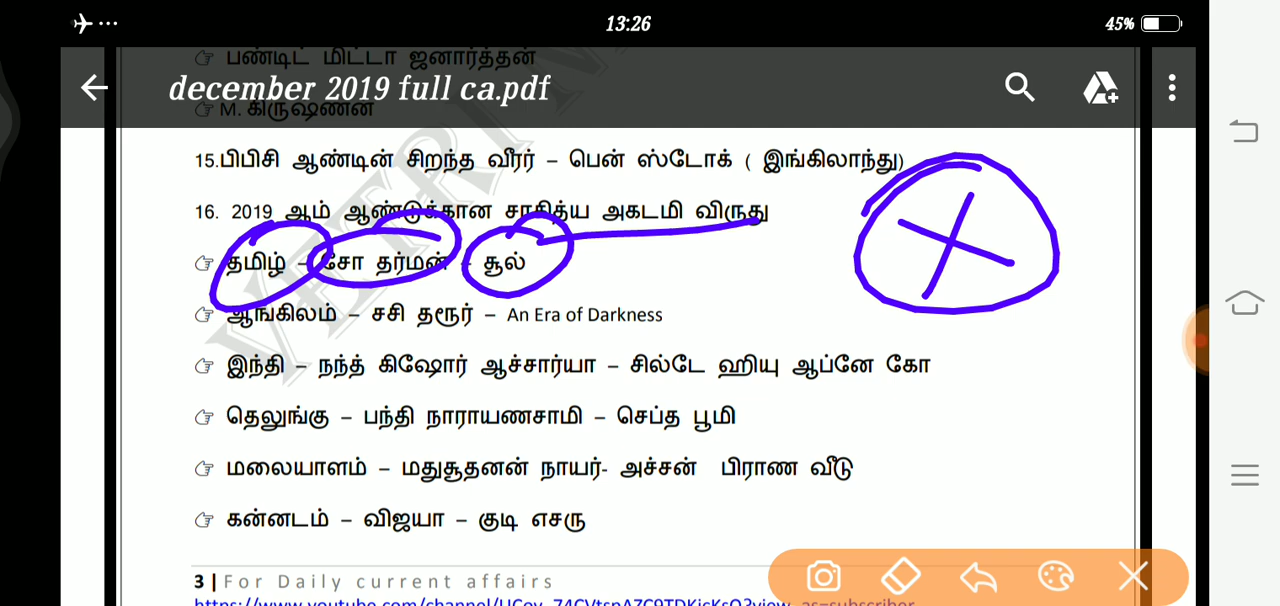 13:26
45%
☞ பண்டிட் மிட்டா ஜனார்த்தன்
december 2019 full ca.pdf
☞ M. கிருஷ்ணன்
15.பிபிசி ஆண்டின் சிறந்த வீரர் – பென் ஸ்டோக் ( இங்கிலாந்து)
16. 2019 ஆம் ஆண்டுக்கான சாகித்ய அகடமி விருது
☞ தமிழ் – சோ தர்மன் – சூல்
☞ ஆங்கிலம் – சசி தரூர் – An Era of Darkness
☞ இந்தி – நந்த் கிஷோர் ஆச்சார்யா – சில்டே ஹியு ஆப்னே கோ
☞ தெலுங்கு – பந்தி நாராயணசாமி – செப்த பூமி
☞ மலையாளம் – மதுசூதனன் நாயர்- அச்சன் பிராண வீடு
☞ கன்னடம் – விஜயா – குடி எசரு
3 | For Daily current affairs